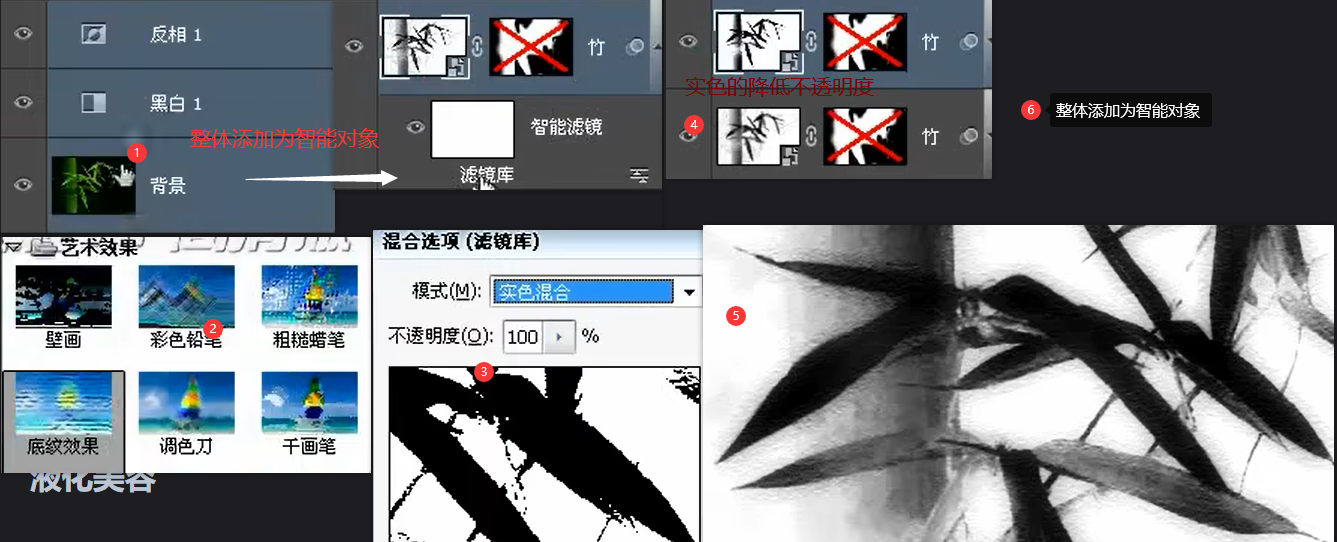 反相 1
黑白 1
1
背景
整体添加为智能对象
竹
智能滤镜
滤镜库
竹
实色的降低不透明度
4
竹
6
整体添加为智能对象
艺术效果
壁画
彩色铅笔
2
粗糙蜡笔
底纹效果
调色刀
干画笔
液化美容
混合选项 (滤镜库)
模式(M): 实色混合
不透明度(O): 100 %
3
5